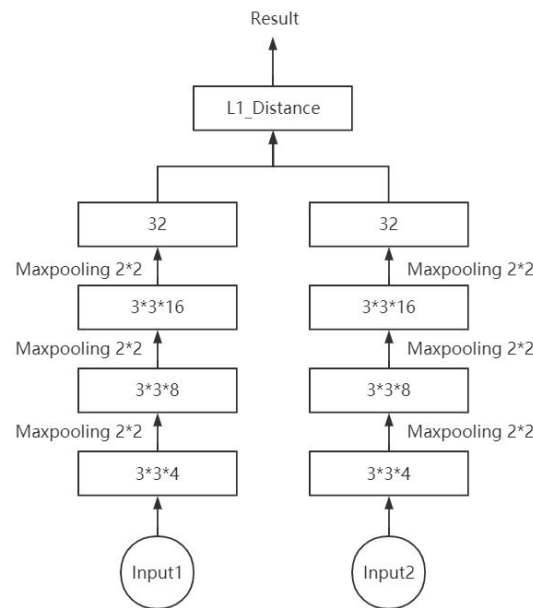 Result
L1_Distance
32
32
Maxpooling 2*2
Maxpooling 2*2
3*3*16
3*3*16
Maxpooling 2*2
Maxpooling 2*2
3*3*8
3*3*8
Maxpooling 2*2
Maxpooling 2*2
3*3*4
3*3*4
Input1
Input2